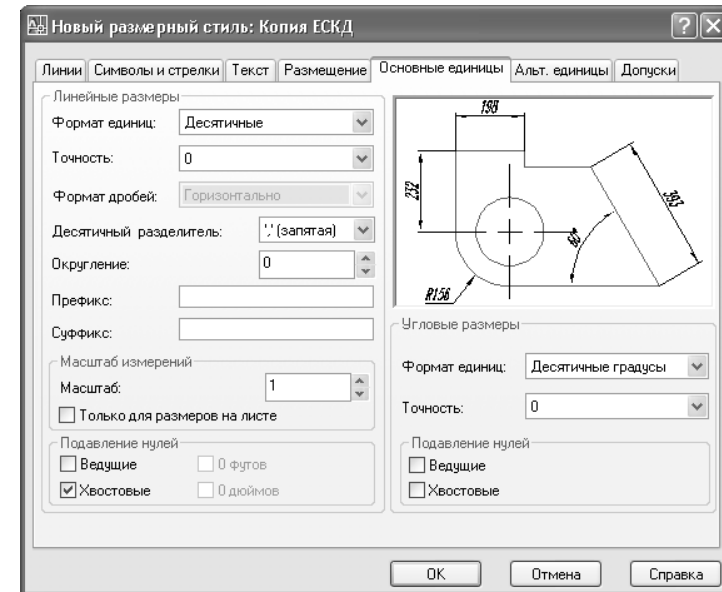 Новый размерный стиль: Копия ЕСКД
Линии Символы и стрелки Текст Размещение Основные единицы Альт. единицы Допуски
Линейные размеры
Формат единиц: Десятичные
Точность: 0
Формат дробей: Горизонтально
Десятичный разделитель: ',' (запятая)
Округление: 0
Префикс:
Суффикс:
Масштаб измерений
Масштаб: 1
Только для размеров на листе
Подавление нулей
Ведущие 0 футов
Хвостовые 0 дюймов
198
232
393
60°
R156
Угловые размеры
Формат единиц: Десятичные градусы
Точность: 0
Подавление нулей
Ведущие
Хвостовые
OK Отмена Справка